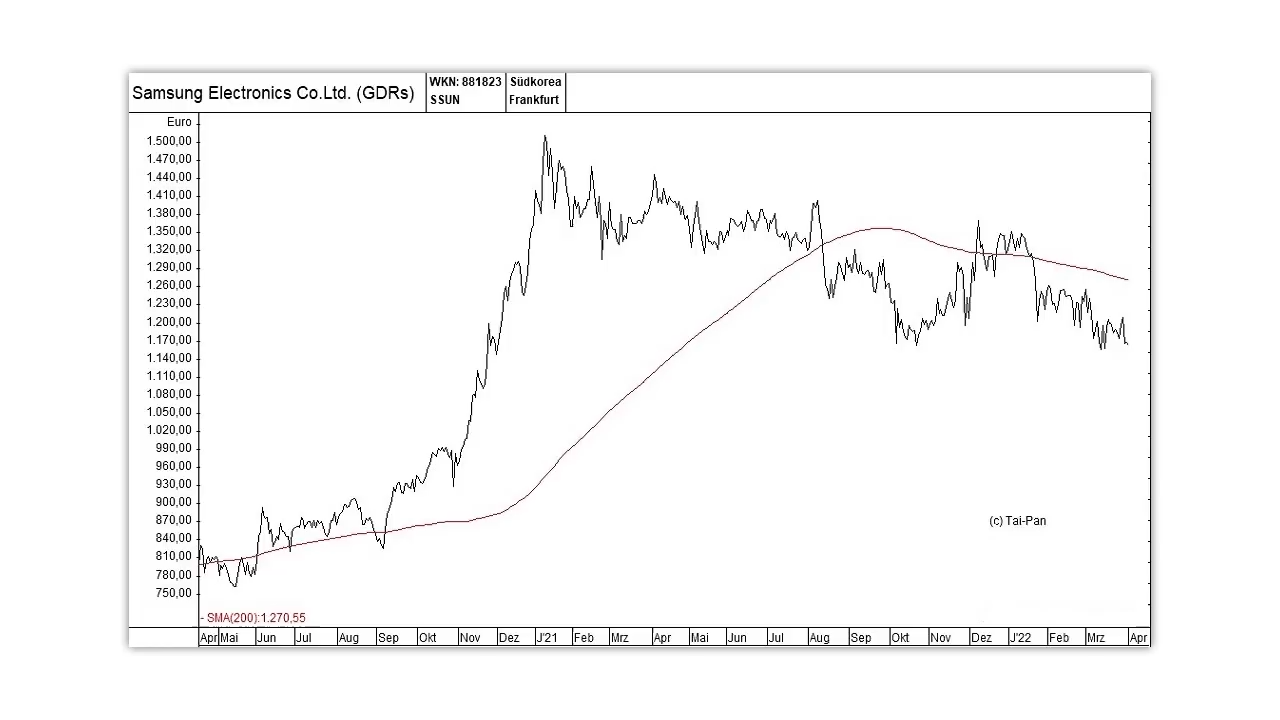 Samsung Electronics Co.Ltd. (GDRs)
WKN: 881823
SSUN
Südkorea
Frankfurt
Euro
1.500,00
1.470,00
1.440,00
1.410,00
1.380,00
1.350,00
1.320,00
1.290,00
1.260,00
1.230,00
1.200,00
1.170,00
1.140,00
1.110,00
1.080,00
1.050,00
1.020,00
990,00
960,00
930,00
900,00
870,00
840,00
810,00
780,00
750,00
(c) Tai-Pan
- SMA(200):1.270,55
Apr Mai Jun Jul Aug Sep Okt Nov Dez J'21 Feb Mrz Apr Mai Jun Jul Aug Sep Okt Nov Dez J'22 Feb Mrz Apr